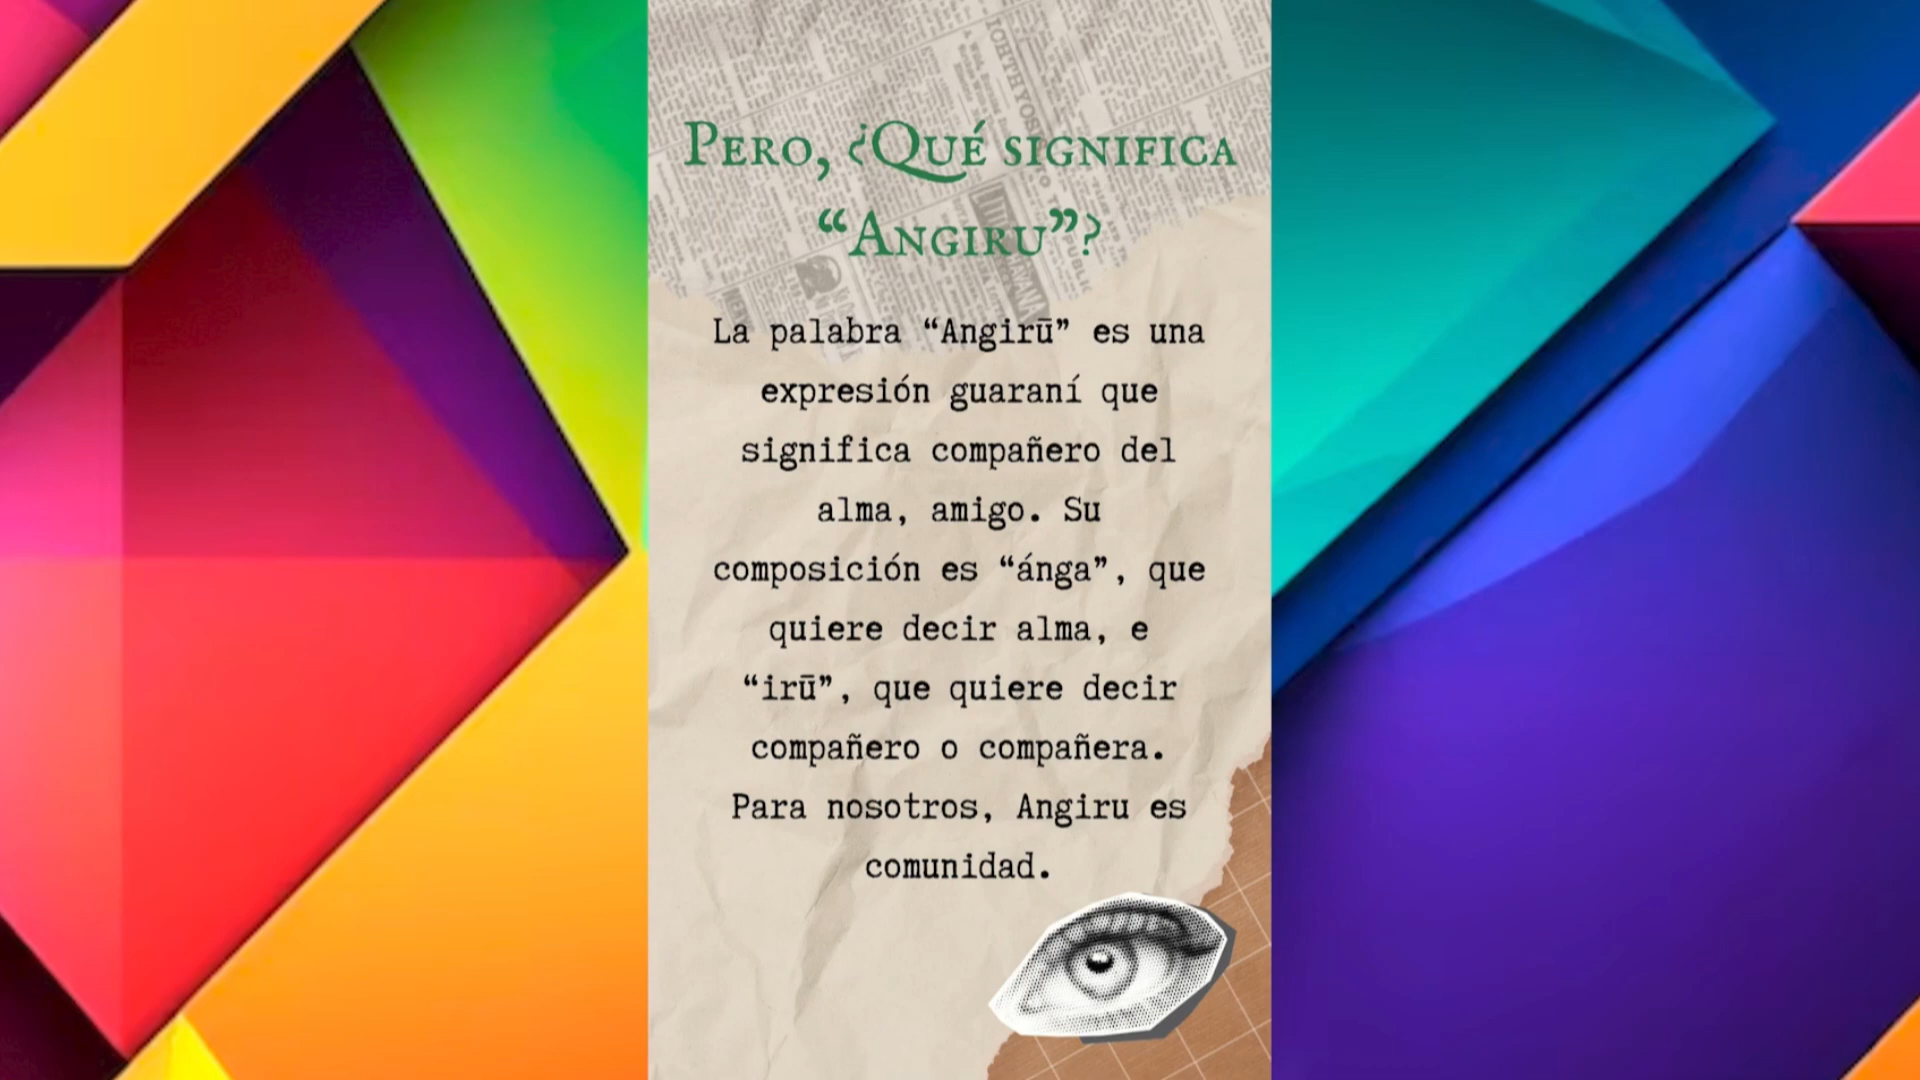 Pero, ¿Qué significa
“Angiru”?
La palabra “Angirū” es una
expresión guaraní que
significa compañero del
alma, amigo. Su
composición es “ánga”, que
quiere decir alma, e
“irū”, que quiere decir
compañero o compañera.
Para nosotros, Angiru es
comunidad.